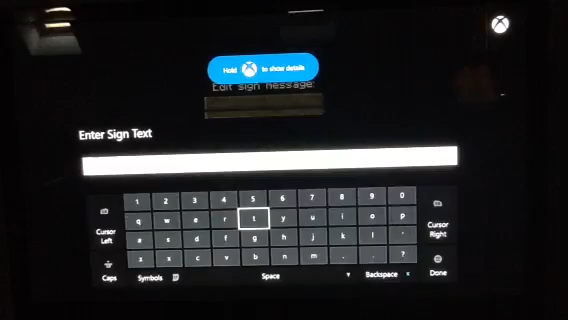 Hold to show details
Edit sign message:
Enter Sign Text
1 2 3 4 5 6 7 8 9 0
q w e r t y u i o p
Cursor Left
a s d f g h j k l '
Cursor Right
z x c v b n m , . ?
Caps Symbols Space Y Backspace X Done